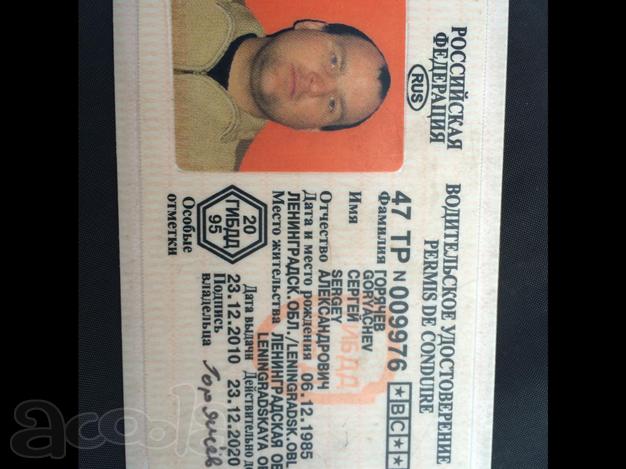 РОССИЙСКАЯ
ФЕДЕРАЦИЯ
RUS
ВОДИТЕЛЬСКОЕ УДОСТОВЕРЕНИЕ
PERMIS DE CONDUIRE
47 ТР N 009976 *BC**
Фамилия ГОРЯЧЕВ
GORYACHEV
Имя СЕРГЕЙ
SERGEY
Отчество АЛЕКСАНДРОВИЧ
Дата и место рождения 06.12.1985
ЛЕНИНГРАДСК.ОБЛ./LENINGRADSK.OBL
Место жительства ЛЕНИНГРАДСКАЯ ОБ
LENINGRADSKAYA OB
20
ГИБДД
95
Дата выдачи Действительно до
23.12.2010 23.12.2020
Подпись
владельца Горячев
Особые
отметки
ГИБДД